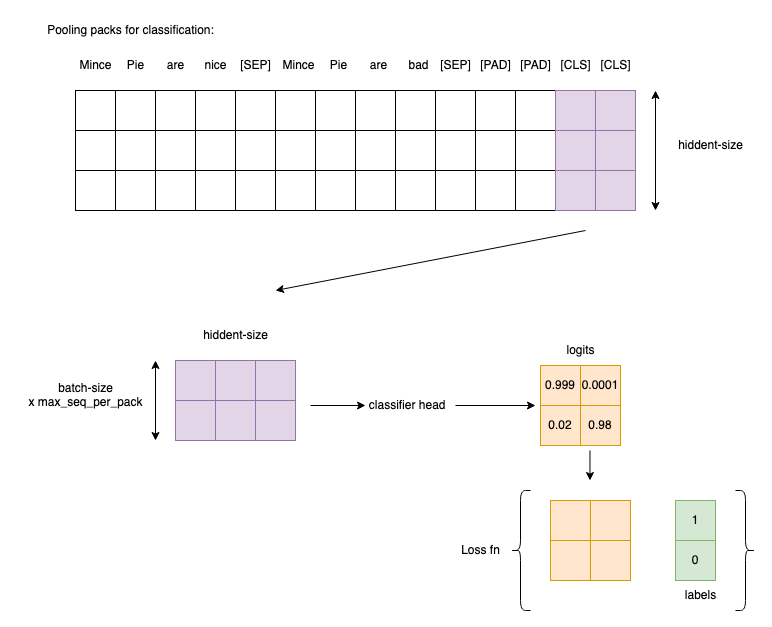 Pooling packs for classification:
Mince Pie are nice [SEP] Mince Pie are bad [SEP] [PAD] [PAD] [CLS] [CLS]
hiddent-size
hiddent-size
batch-size
x max_seq_per_pack
classifier head
logits
0.999 0.0001
0.02 0.98
Loss fn
1
0
labels